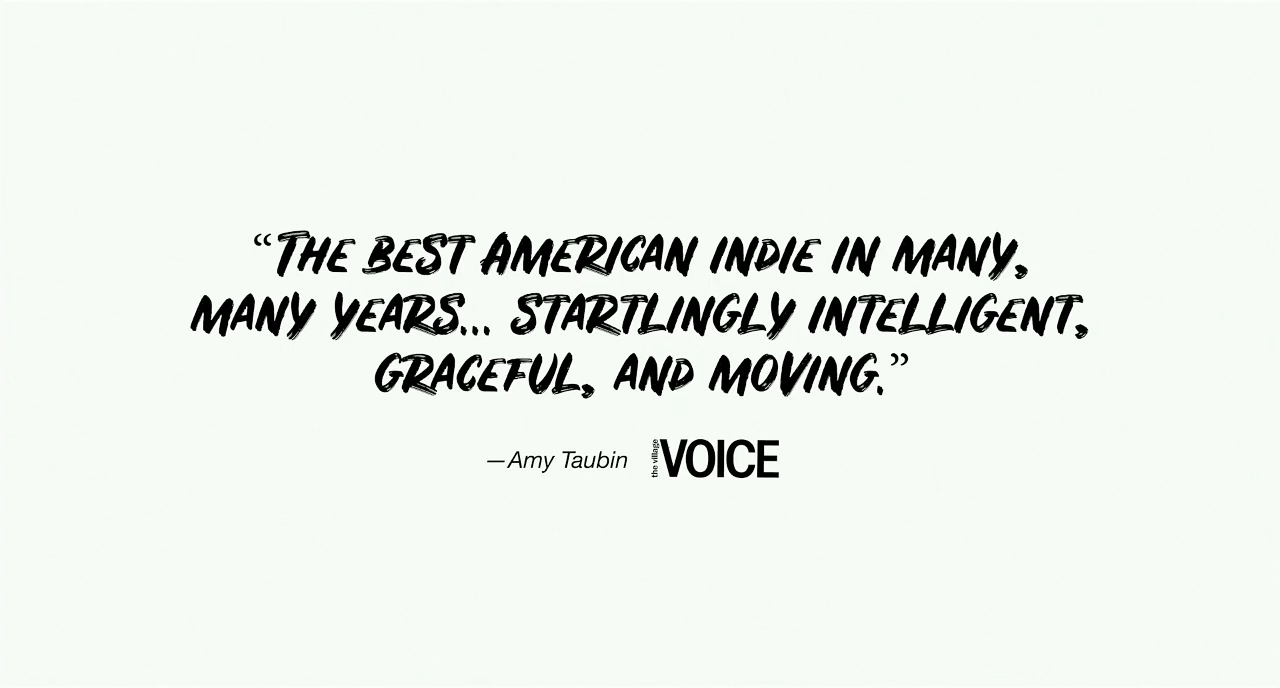 “THE BEST AMERICAN INDIE IN MANY,
MANY YEARS... STARTLINGLY INTELLIGENT,
GRACEFUL, AND MOVING.”
—Amy Taubin the village VOICE